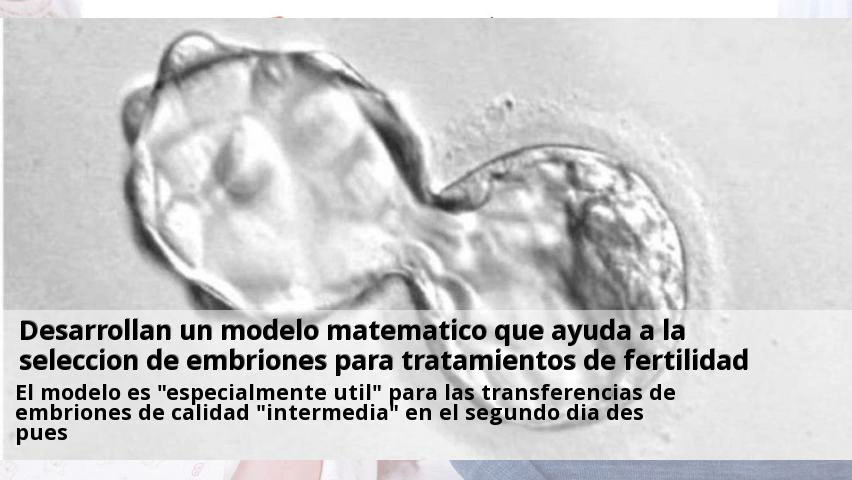 Desarrollan un modelo matematico que ayuda a la
seleccion de embriones para tratamientos de fertilidad
El modelo es "especialmente util" para las transferencias de
embriones de calidad "intermedia" en el segundo dia des
pues